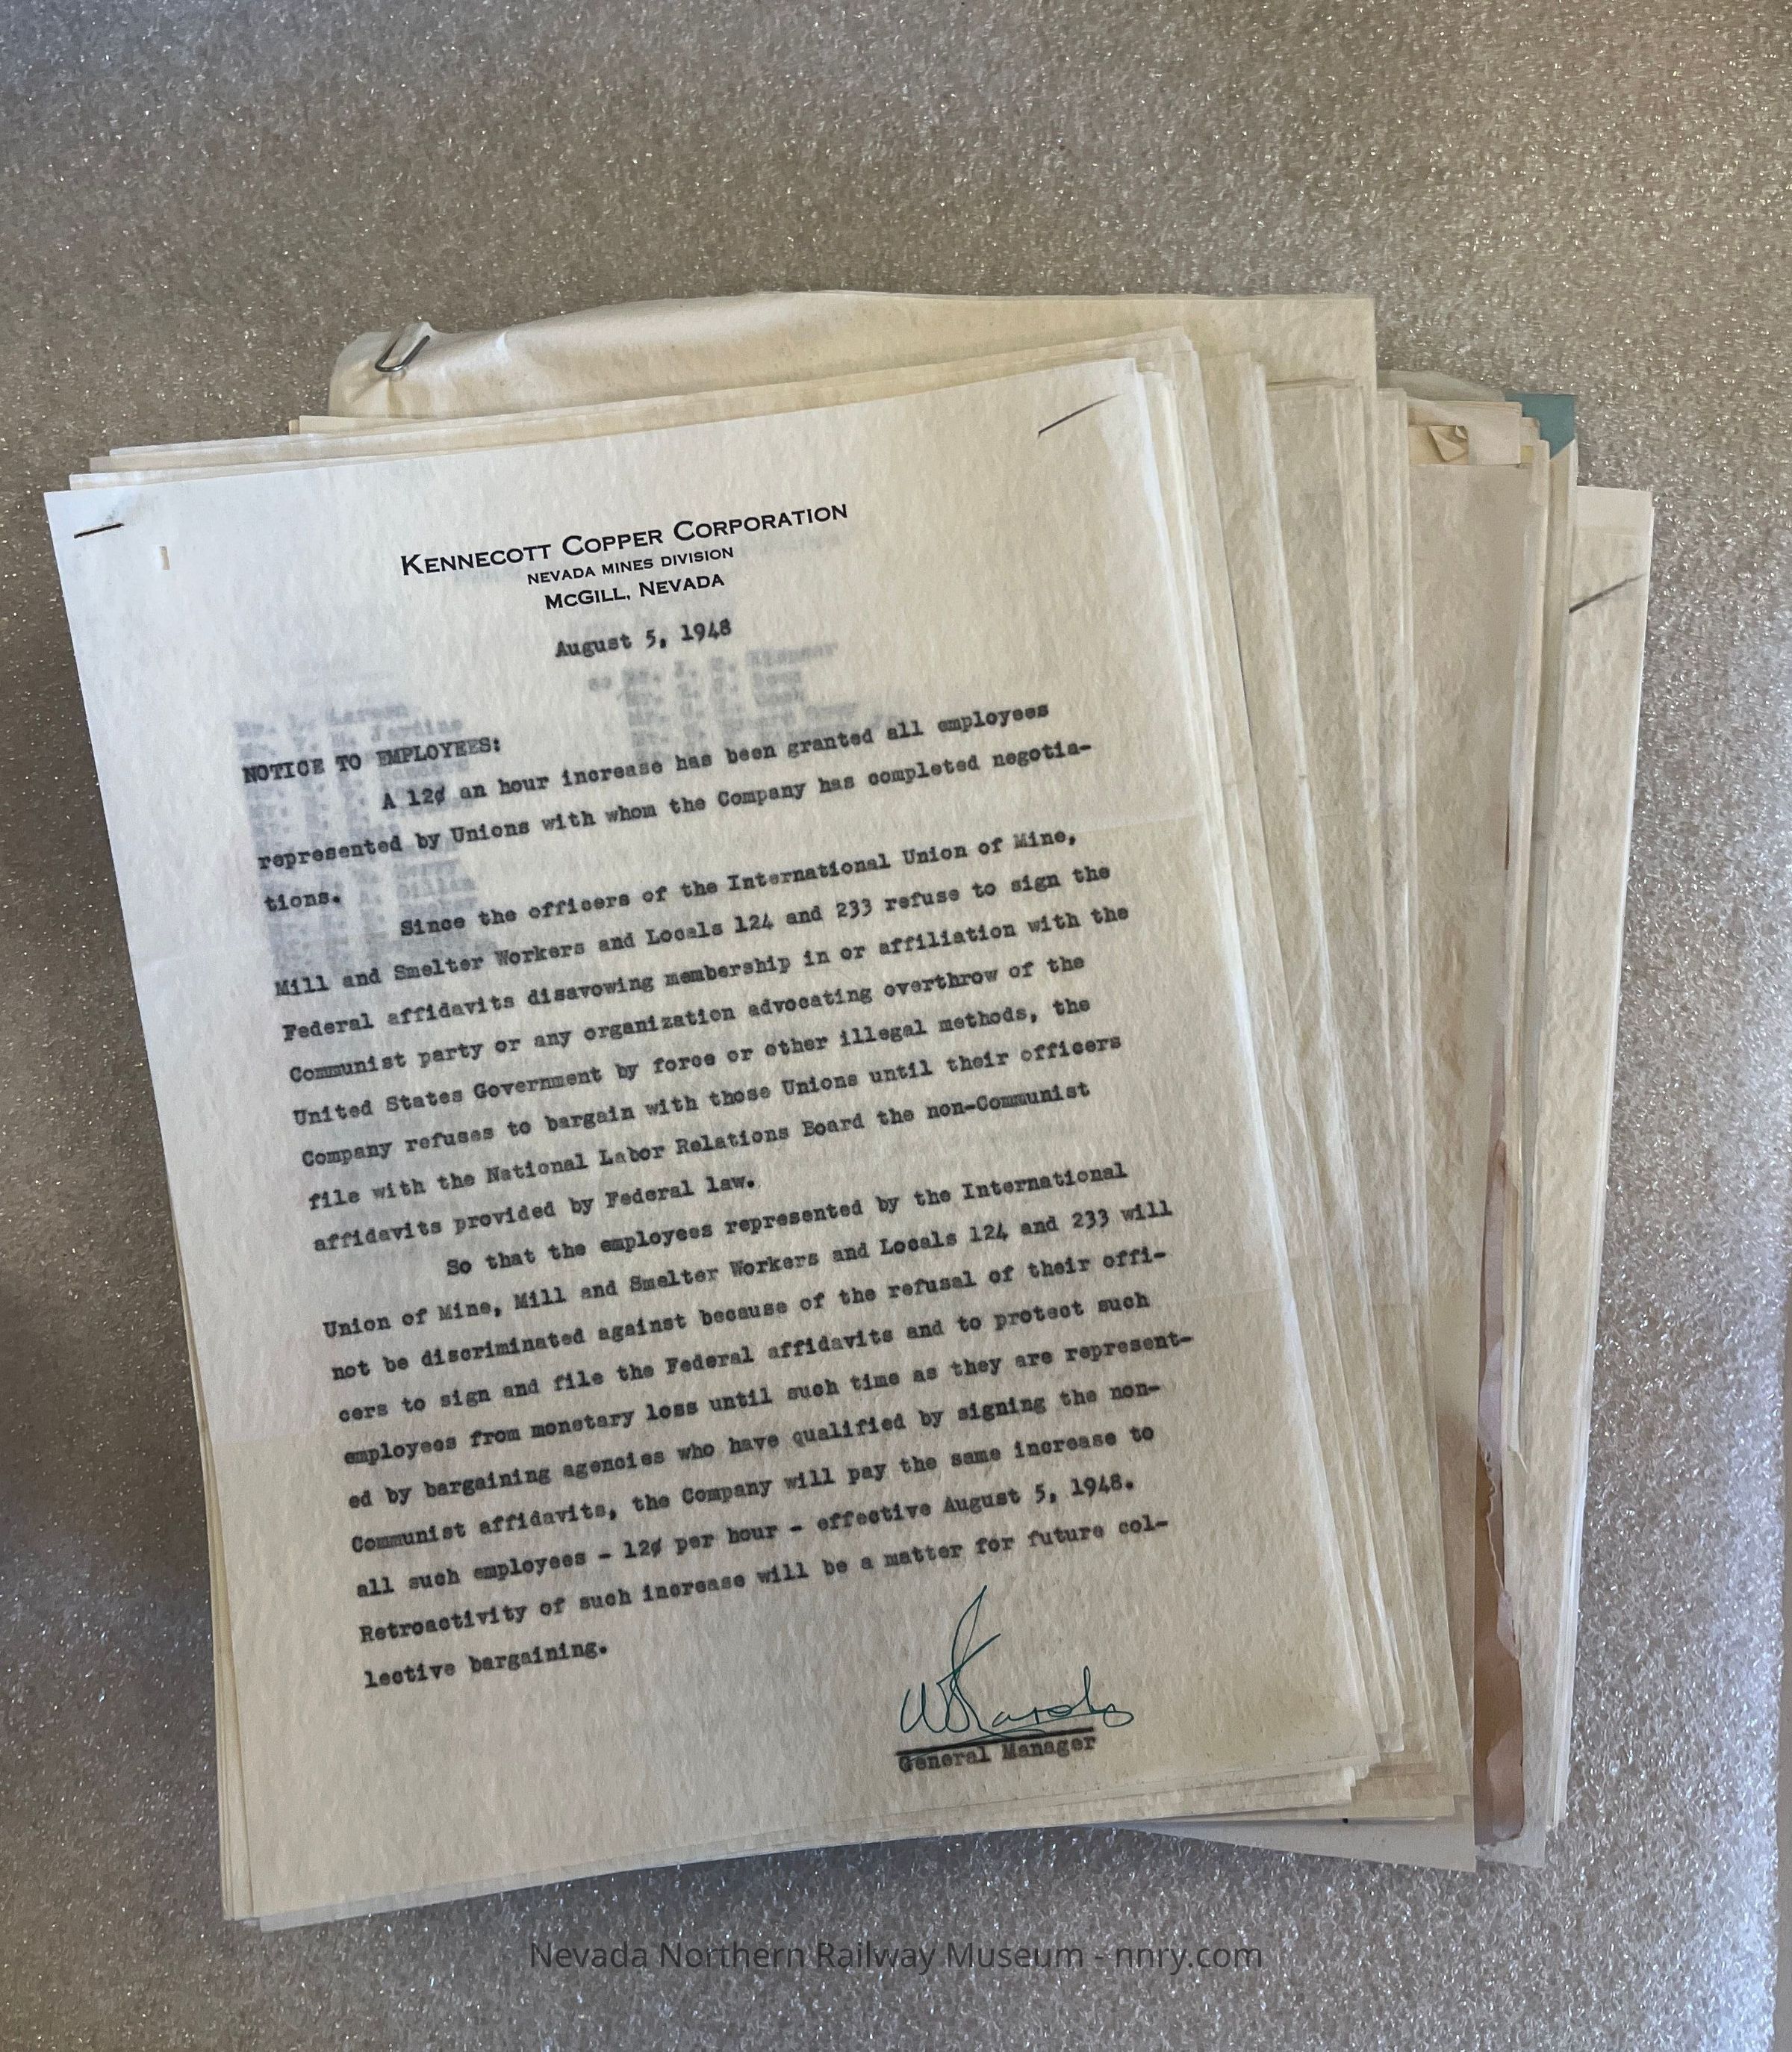 KENNECOTT COPPER CORPORATION
NEVADA MINES DIVISION
MCGILL, NEVADA
August 5, 1948
NOTICE TO EMPLOYEES:
A 12¢ an hour increase has been granted all employees
represented by Unions with whom the Company has completed negotia-
tions.
Since the officers of the International Union of Mine,
Mill and Smelter Workers and Locals 124 and 233 refuse to sign the
Federal affidavits disavowing membership in or affiliation with the
Communist party or any organization advocating overthrow of the
United States Government by force or other illegal methods, the
Company refuses to bargain with those Unions until their officers
file with the National Labor Relations Board the non-Communist
affidavits provided by Federal law.
So that the employees represented by the International
Union of Mine, Mill and Smelter Workers and Locals 124 and 233 will
not be discriminated against because of the refusal of their offi-
cers to sign and file the Federal affidavits and to protect such
employees from monetary loss until such time as they are represent-
ed by bargaining agencies who have qualified by signing the non-
Communist affidavits, the Company will pay the same increase to
all such employees - 12¢ per hour - effective August 5, 1948.
Retroactivity of such increase will be a matter for future col-
lective bargaining.
General Manager
Nevada Northern Railway Museum - nnry.com